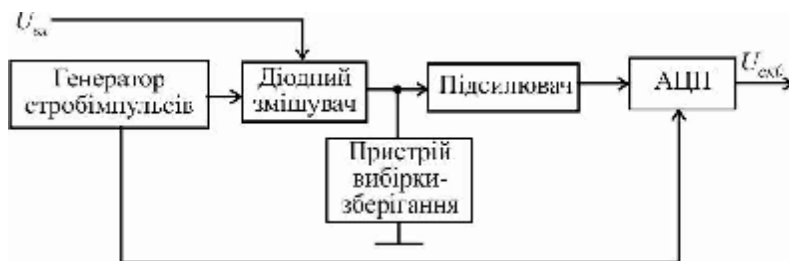 Генератор
стробімпульсів
Діодний
змішувач
Підсилювач
АЦП
Пристрій
вибірки-
зберігання